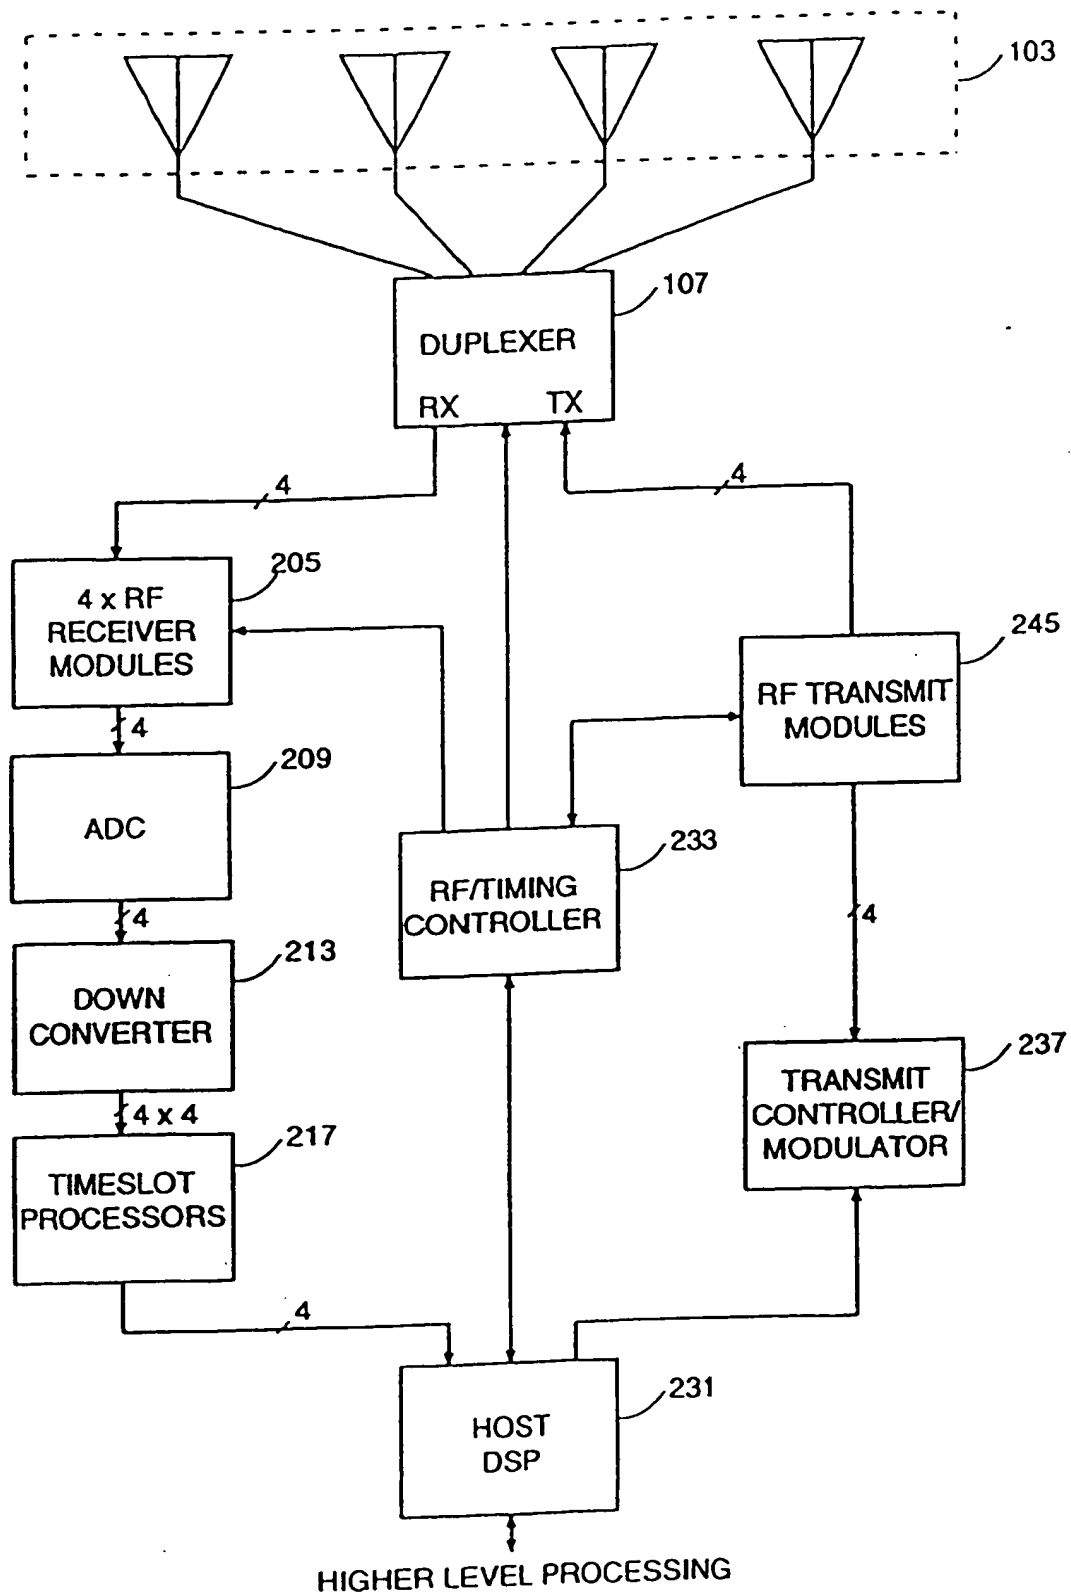 103
107
DUPLEXER
RX TX
4
4
205
4 x RF
RECEIVER
MODULES
245
RF TRANSMIT
MODULES
4
209
ADC
233
RF/TIMING
CONTROLLER
4
4
213
DOWN
CONVERTER
237
TRANSMIT
CONTROLLER/
MODULATOR
4 x 4
217
TIMESLOT
PROCESSORS
4
231
HOST
DSP
HIGHER LEVEL PROCESSING